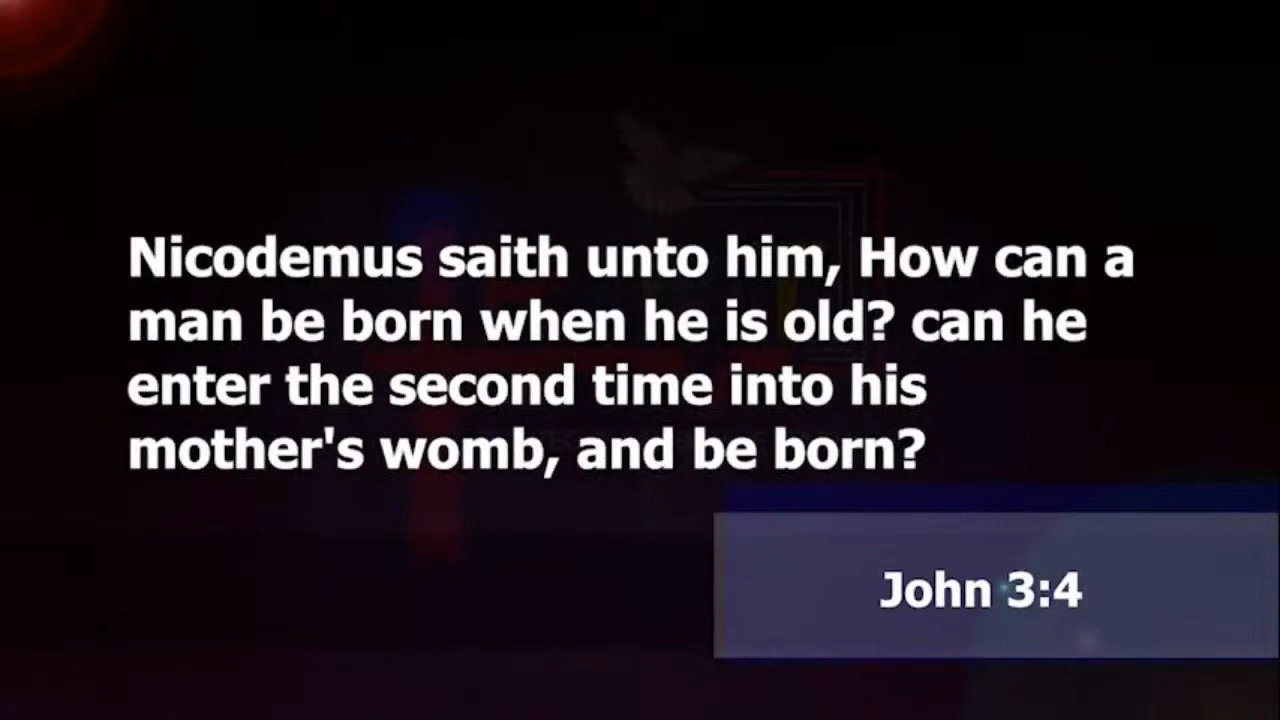 Nicodemus saith unto him, How can a
man be born when he is old? can he
enter the second time into his
mother's womb, and be born?
John 3:4